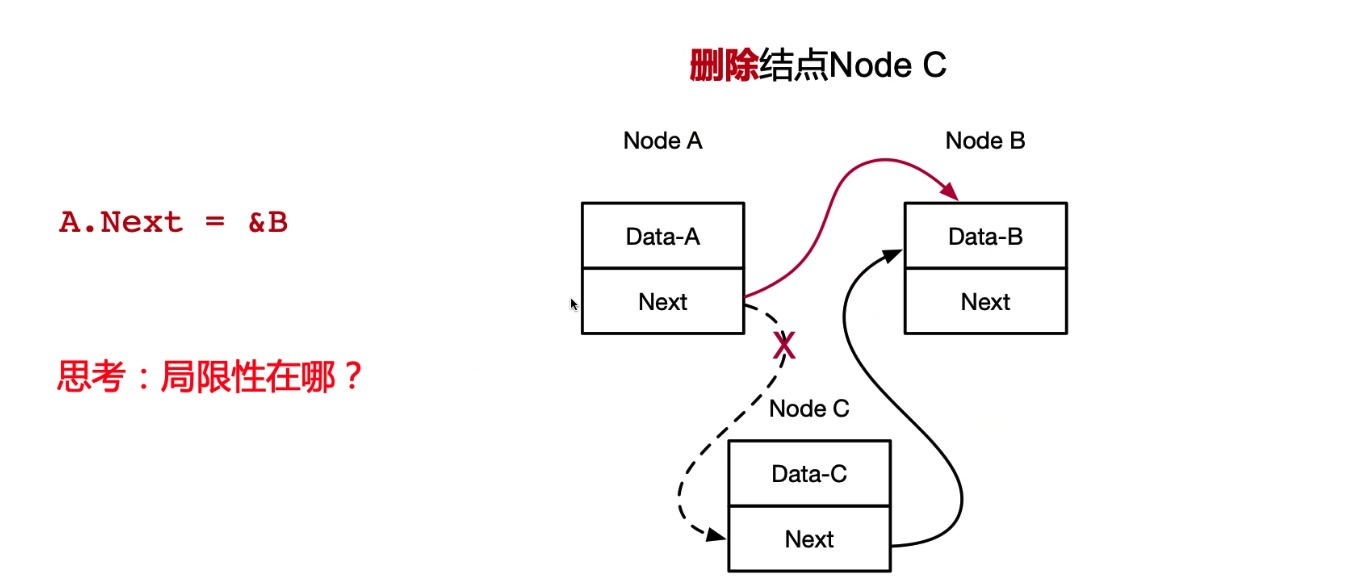 删除结点Node C
Node A
Node B
A.Next = &B
Data-A
Data-B
Next
Next
X
思考：局限性在哪？
Node C
Data-C
Next